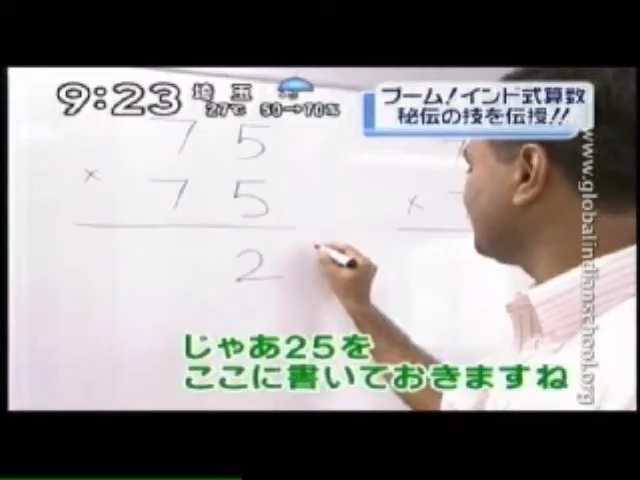 9:23
埼玉
27℃ 50→70%
ブーム!インド式算数
秘伝の技を伝授!!
75
× 75
2
×
www.globalindianschool.org
じゃあ25を
ここに書いておきますね